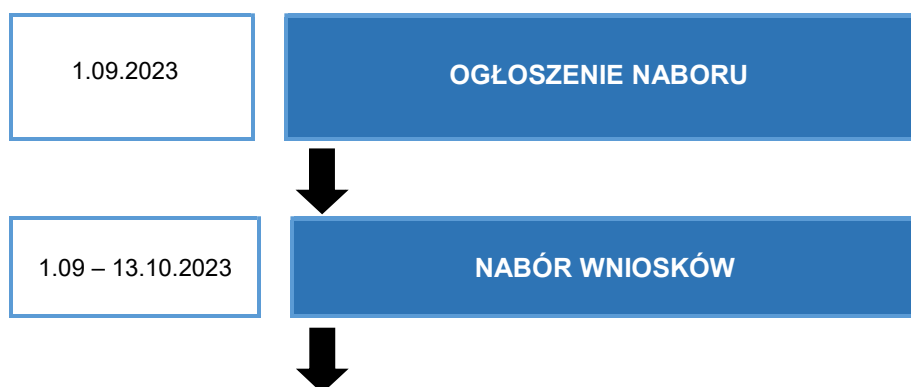 1.09.2023
OGŁOSZENIE NABORU
1.09 – 13.10.2023
NABÓR WNIOSKÓW